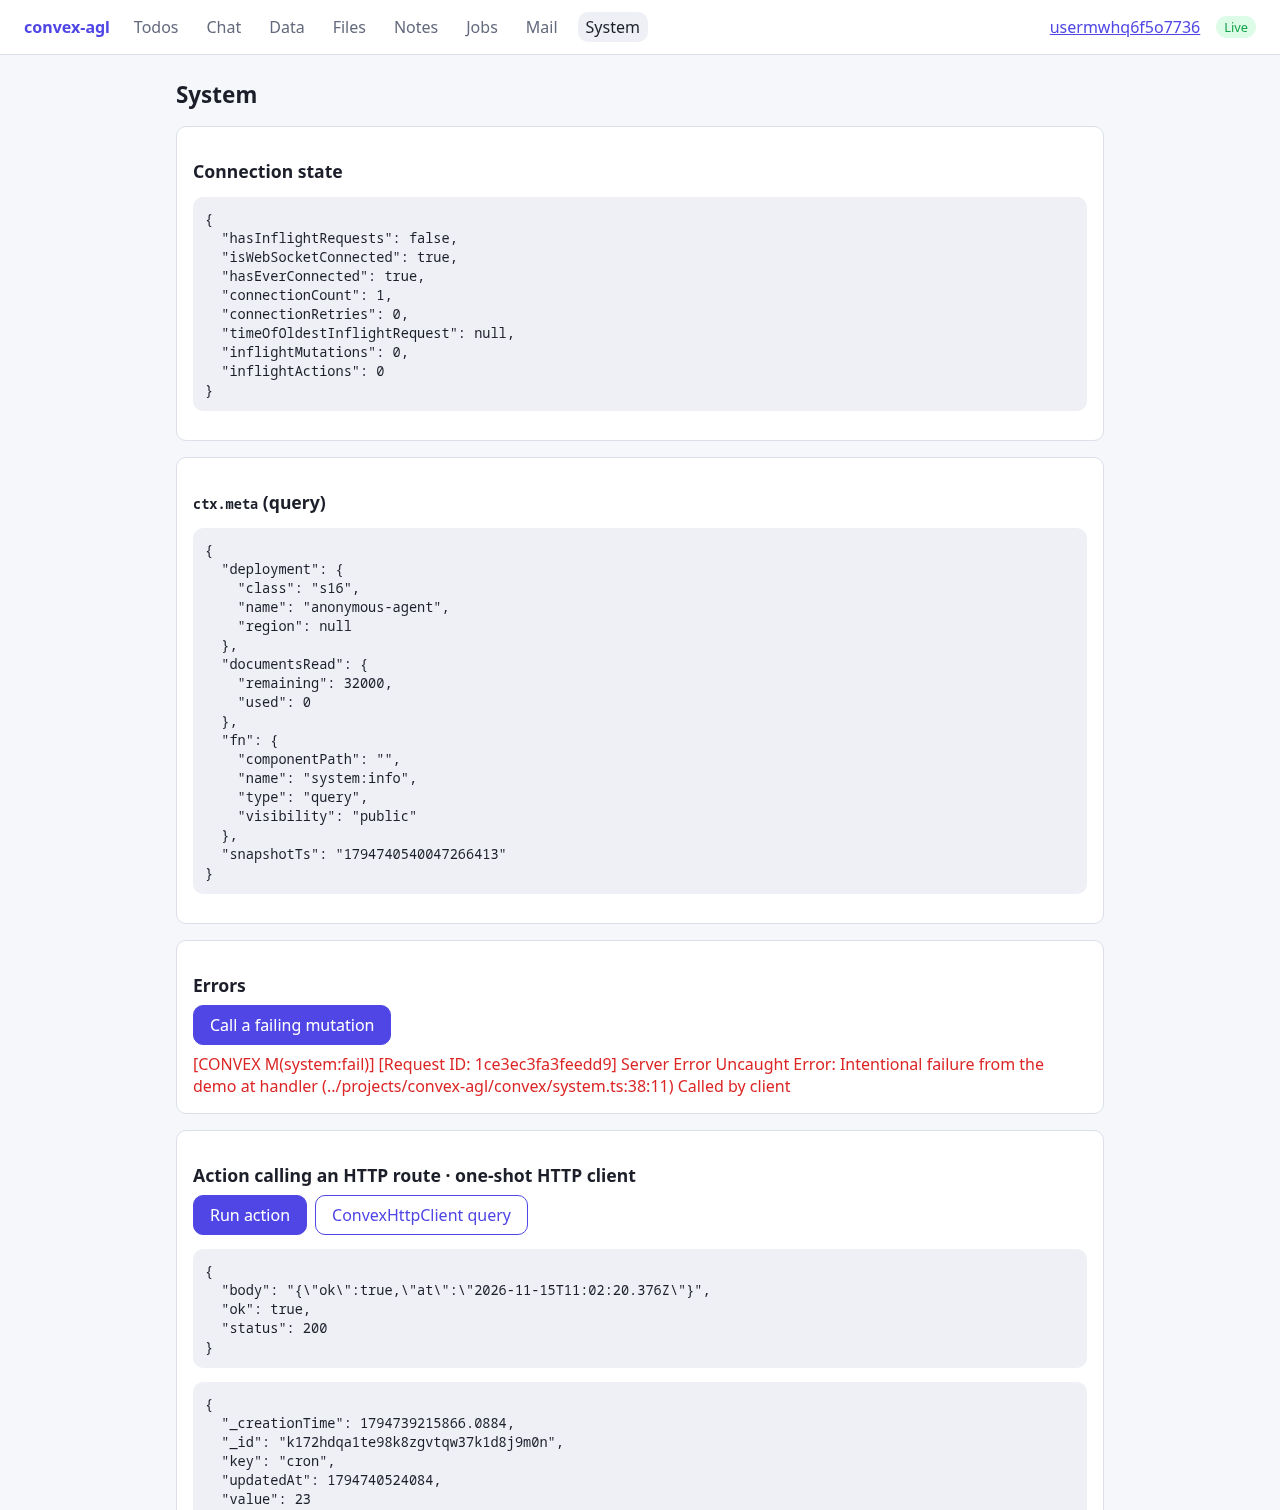 convex-agl Todos Chat Data Files Notes Jobs Mail System usermwhq6f5o7736 Live
System
Connection state
{
  "hasInflightRequests": false,
  "isWebSocketConnected": true,
  "hasEverConnected": true,
  "connectionCount": 1,
  "connectionRetries": 0,
  "timeOfOldestInflightRequest": null,
  "inflightMutations": 0,
  "inflightActions": 0
}
ctx.meta (query)
{
  "deployment": {
    "class": "s16",
    "name": "anonymous-agent",
    "region": null
  },
  "documentsRead": {
    "remaining": 32000,
    "used": 0
  },
  "fn": {
    "componentPath": "",
    "name": "system:info",
    "type": "query",
    "visibility": "public"
  },
  "snapshotTs": "1794740540047266413"
}
Errors
Call a failing mutation
[CONVEX M(system:fail)] [Request ID: 1ce3ec3fa3feedd9] Server Error Uncaught Error: Intentional failure from the
demo at handler (../projects/convex-agl/convex/system.ts:38:11) Called by client
Action calling an HTTP route · one-shot HTTP client
Run action ConvexHttpClient query
{
  "body": "{\"ok\":true,\"at\":\"2026-11-15T11:02:20.376Z\"}",
  "ok": true,
  "status": 200
}
{
  "_creationTime": 1794739215866.0884,
  "_id": "k172hdqa1te98k8zgvtqw37k1d8j9m0n",
  "key": "cron",
  "updatedAt": 1794740524084,
  "value": 23